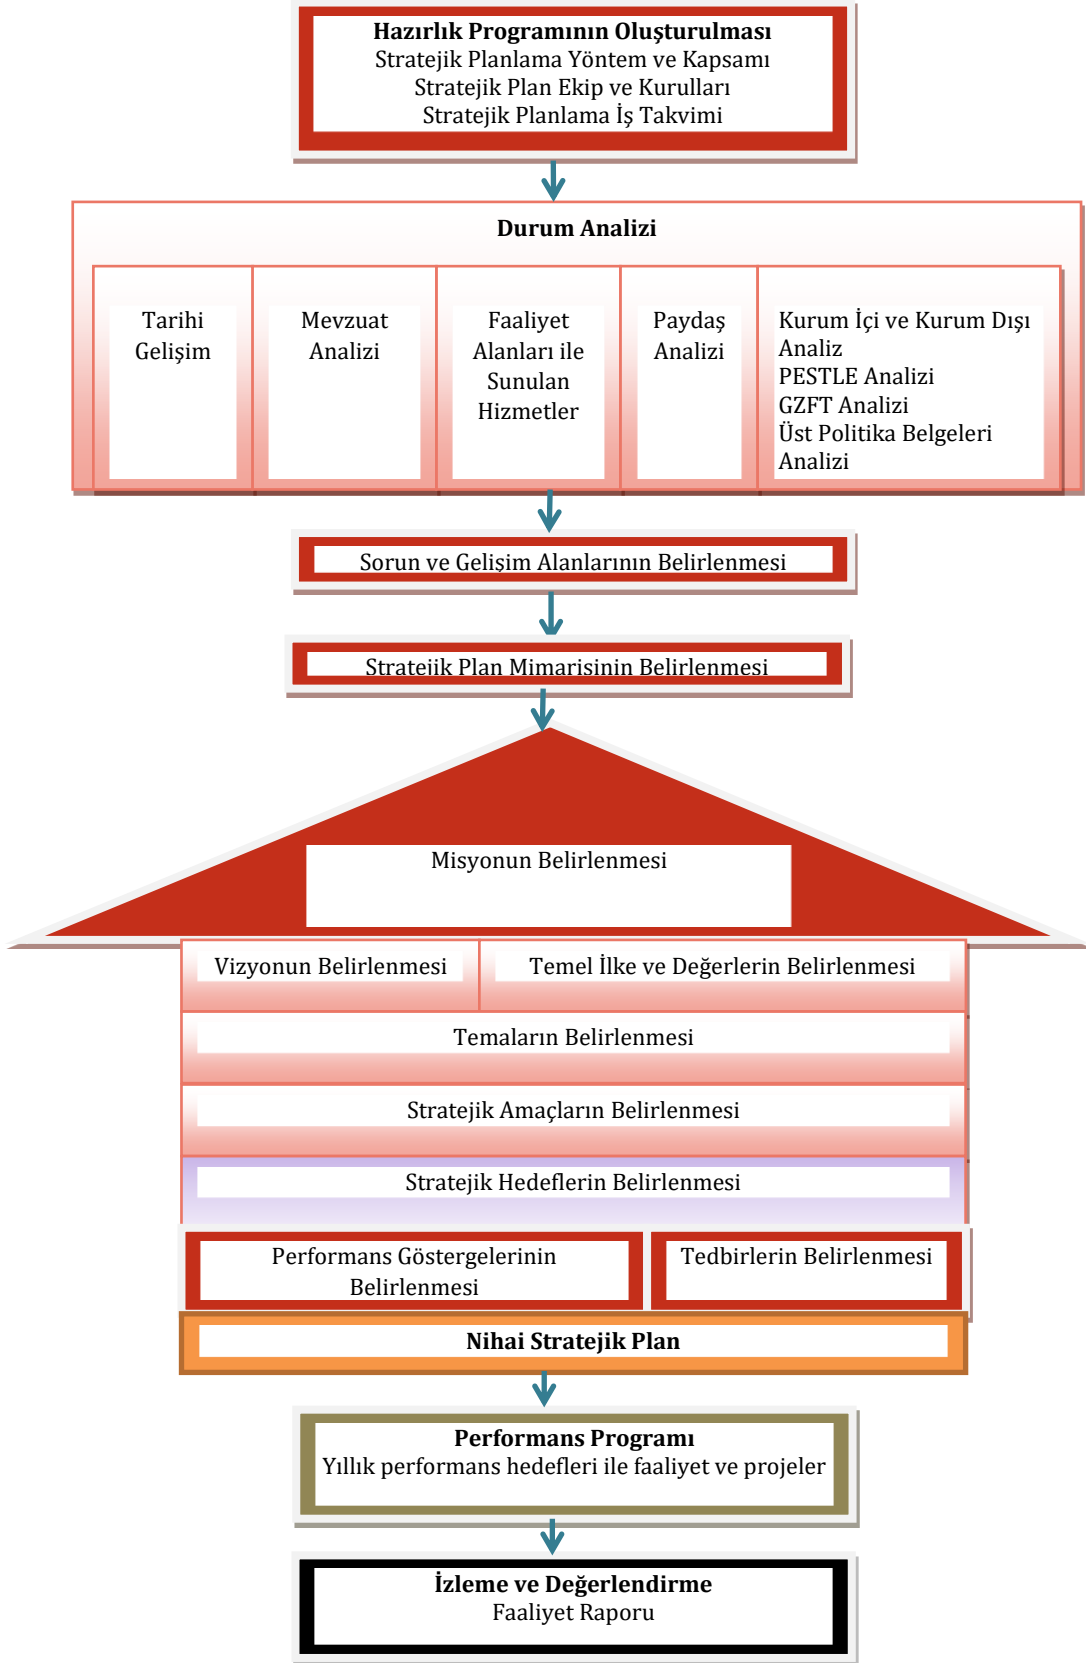 Hazırlık Programının Oluşturulması
Stratejik Planlama Yöntem ve Kapsamı
Stratejik Plan Ekip ve Kurulları
Stratejik Planlama İş Takvimi
Durum Analizi
Tarihi
Gelişim
Mevzuat
Analizi
Faaliyet
Alanları ile
Sunulan
Hizmetler
Paydaş
Analizi
Kurum İçi ve Kurum Dışı
Analiz
PESTLE Analizi
GZFT Analizi
Üst Politika Belgeleri
Analizi
Sorun ve Gelişim Alanlarının Belirlenmesi
Stratejik Plan Mimarisinin Belirlenmesi
Misyonun Belirlenmesi
Vizyonun Belirlenmesi
Temel İlke ve Değerlerin Belirlenmesi
Temaların Belirlenmesi
Stratejik Amaçların Belirlenmesi
Stratejik Hedeflerin Belirlenmesi
Performans Göstergelerinin
Belirlenmesi
Tedbirlerin Belirlenmesi
Nihai Stratejik Plan
Performans Programı
Yıllık performans hedefleri ile faaliyet ve projeler
İzleme ve Değerlendirme
Faaliyet Raporu